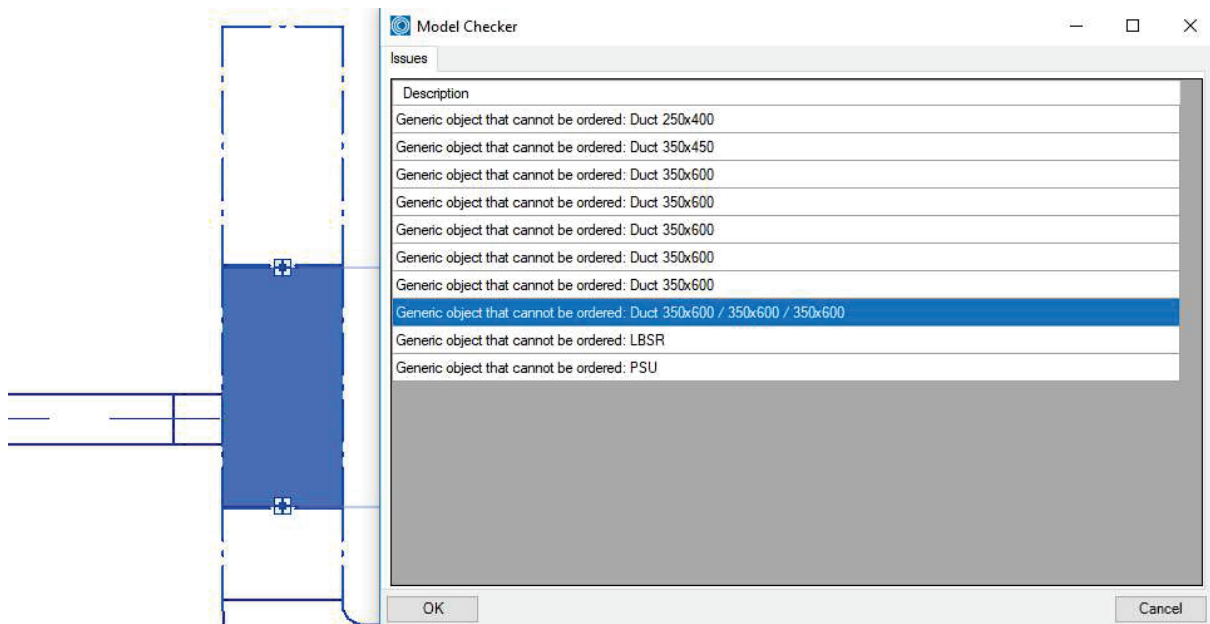 Model Checker
Issues
Description
Generic object that cannot be ordered: Duct 250x400
Generic object that cannot be ordered: Duct 350x450
Generic object that cannot be ordered: Duct 350x600
Generic object that cannot be ordered: Duct 350x600
Generic object that cannot be ordered: Duct 350x600
Generic object that cannot be ordered: Duct 350x600
Generic object that cannot be ordered: Duct 350x600
Generic object that cannot be ordered: Duct 350x600 / 350x600 / 350x600
Generic object that cannot be ordered: LBSR
Generic object that cannot be ordered: PSU
OK Cancel